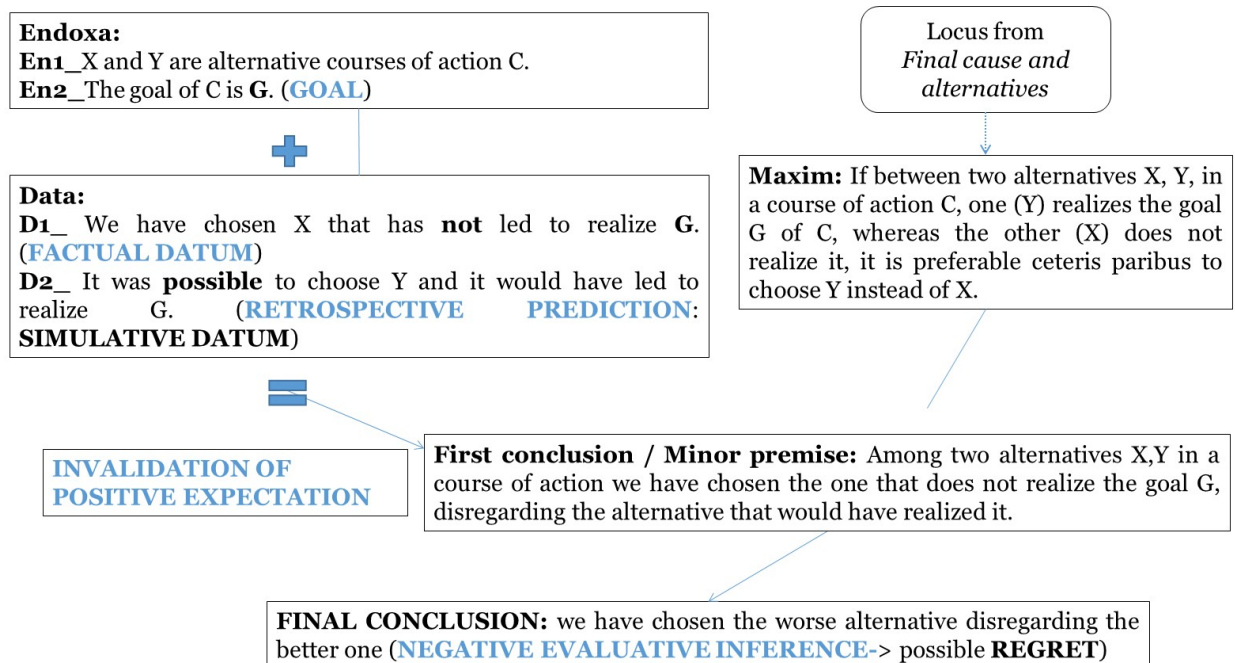 Endoxa:
En1_X and Y are alternative courses of action C.
En2_The goal of C is G. (GOAL)
Locus from
Final cause and
alternatives
Data:
D1_ We have chosen X that has not led to realize G.
(FACTUAL DATUM)
D2_ It was possible to choose Y and it would have led to
realize G. (RETROSPECTIVE PREDICTION:
SIMULATIVE DATUM)
Maxim: If between two alternatives X, Y, in
a course of action C, one (Y) realizes the goal
G of C, whereas the other (X) does not
realize it, it is preferable ceteris paribus to
choose Y instead of X.
INVALIDATION OF
POSITIVE EXPECTATION
First conclusion / Minor premise: Among two alternatives X,Y in a
course of action we have chosen the one that does not realize the goal G,
disregarding the alternative that would have realized it.
FINAL CONCLUSION: we have chosen the worse alternative disregarding the
better one (NEGATIVE EVALUATIVE INFERENCE-> possible REGRET)